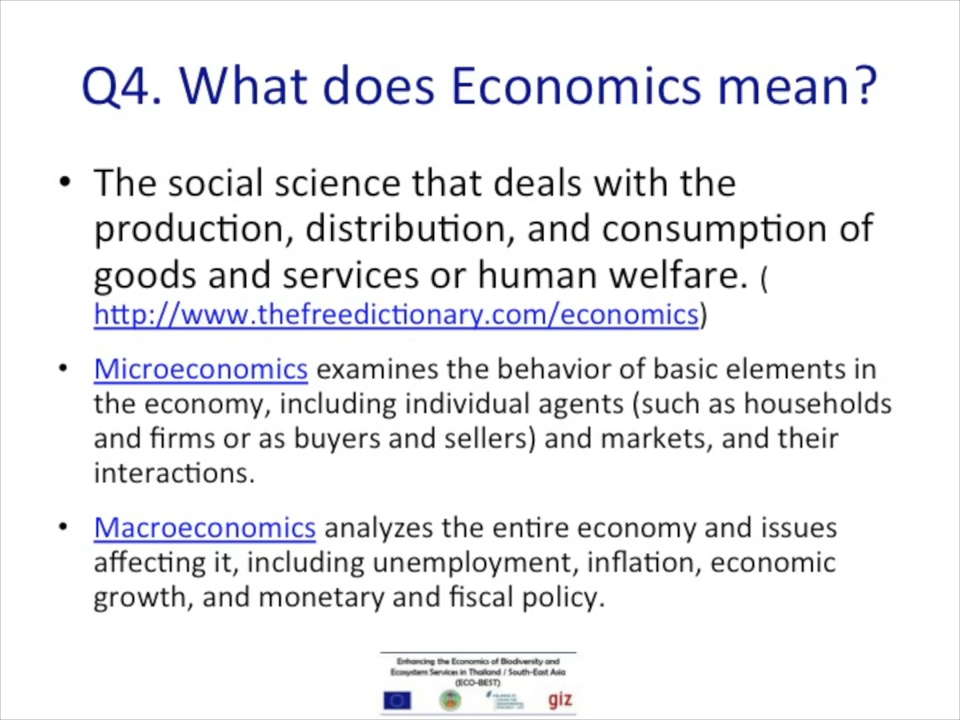 Q4. What does Economics mean?
• The social science that deals with the
production, distribution, and consumption of
goods and services or human welfare. (
http://www.thefreedictionary.com/economics)
• Microeconomics examines the behavior of basic elements in
the economy, including individual agents (such as households
and firms or as buyers and sellers) and markets, and their
interactions.
• Macroeconomics analyzes the entire economy and issues
affecting it, including unemployment, inflation, economic
growth, and monetary and fiscal policy.
Enhancing the Economics of Biodiversity and
Ecosystem Services in Thailand / South-East Asia
(ECO-BEST)
giz